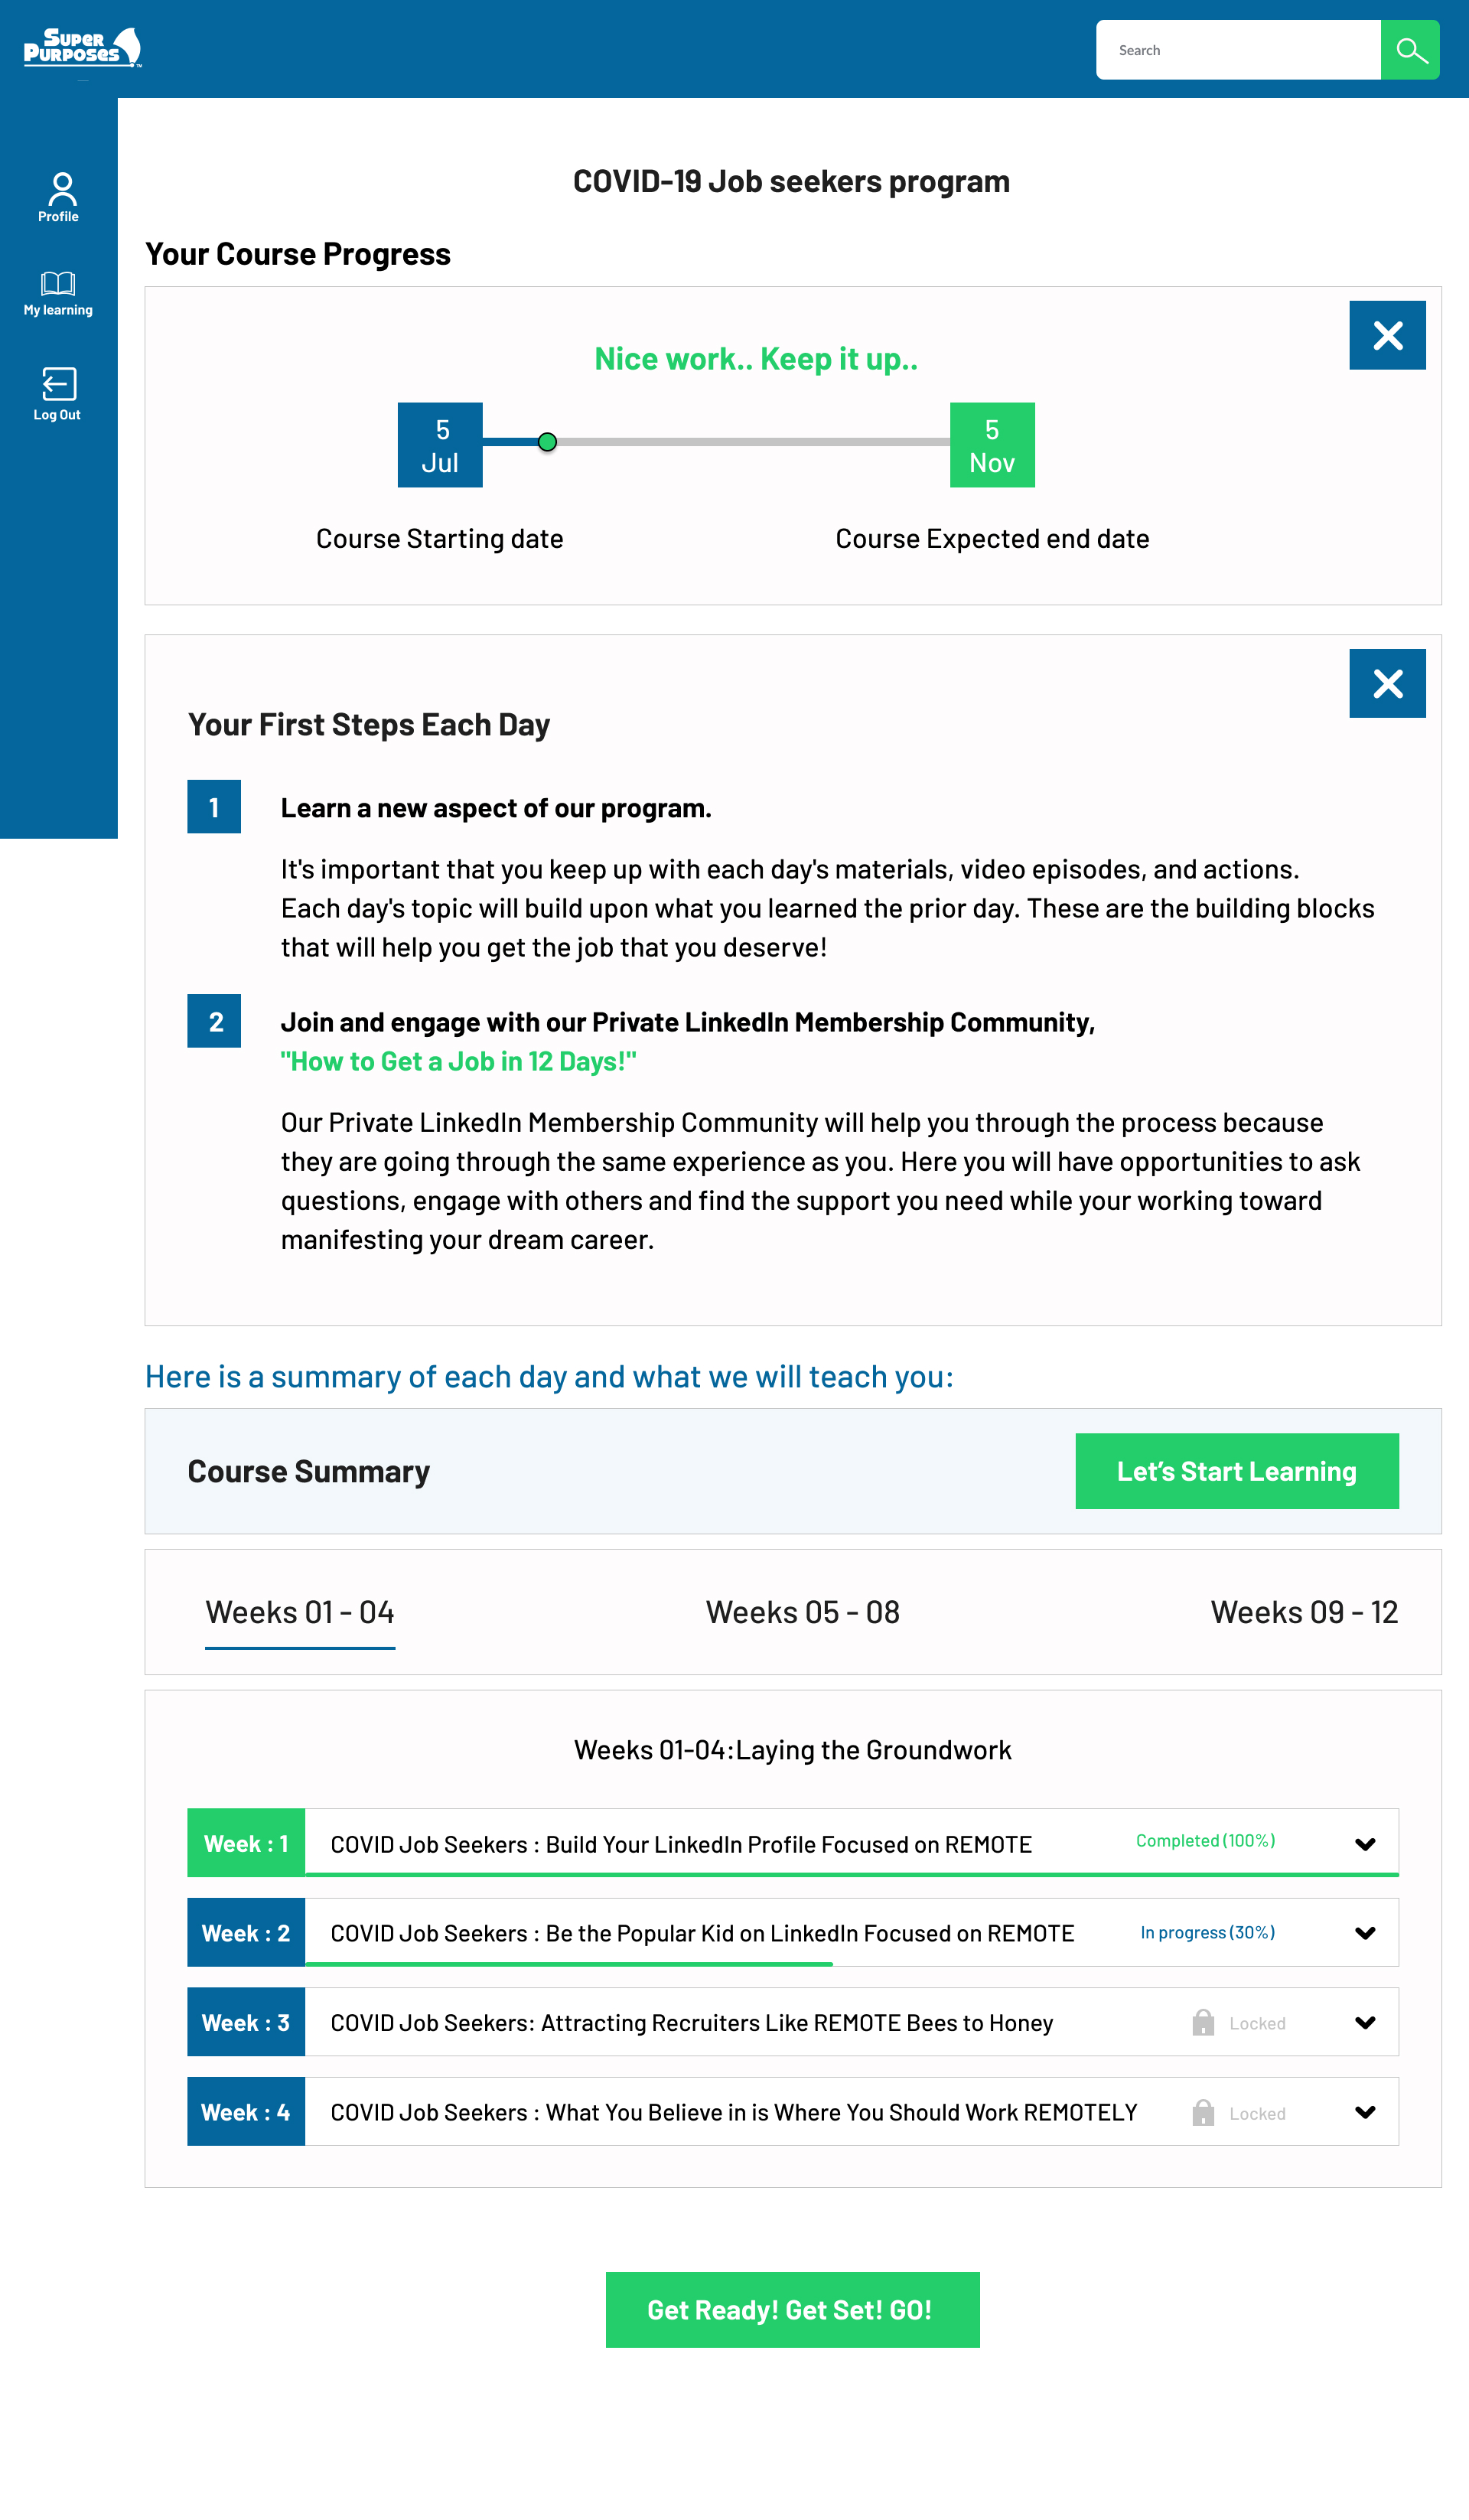 SUPER
PURPOSES
TM
Search
Profile
My learning
Log Out
COVID-19 Job seekers program
Your Course Progress
Nice work.. Keep it up..
5
Jul
5
Nov
Course Starting date
Course Expected end date
Your First Steps Each Day
1
Learn a new aspect of our program.
It's important that you keep up with each day's materials, video episodes, and actions.
Each day's topic will build upon what you learned the prior day. These are the building blocks
that will help you get the job that you deserve!
2
Join and engage with our Private LinkedIn Membership Community,
"How to Get a Job in 12 Days!"
Our Private LinkedIn Membership Community will help you through the process because
they are going through the same experience as you. Here you will have opportunities to ask
questions, engage with others and find the support you need while your working toward
manifesting your dream career.
Here is a summary of each day and what we will teach you:
Course Summary
Let’s Start Learning
Weeks 01 - 04
Weeks 05 - 08
Weeks 09 - 12
Weeks 01-04:Laying the Groundwork
Week : 1
COVID Job Seekers : Build Your LinkedIn Profile Focused on REMOTE
Completed (100%)
Week : 2
COVID Job Seekers : Be the Popular Kid on LinkedIn Focused on REMOTE
In progress (30%)
Week : 3
COVID Job Seekers: Attracting Recruiters Like REMOTE Bees to Honey
Locked
Week : 4
COVID Job Seekers : What You Believe in is Where You Should Work REMOTELY
Locked
Get Ready! Get Set! GO!